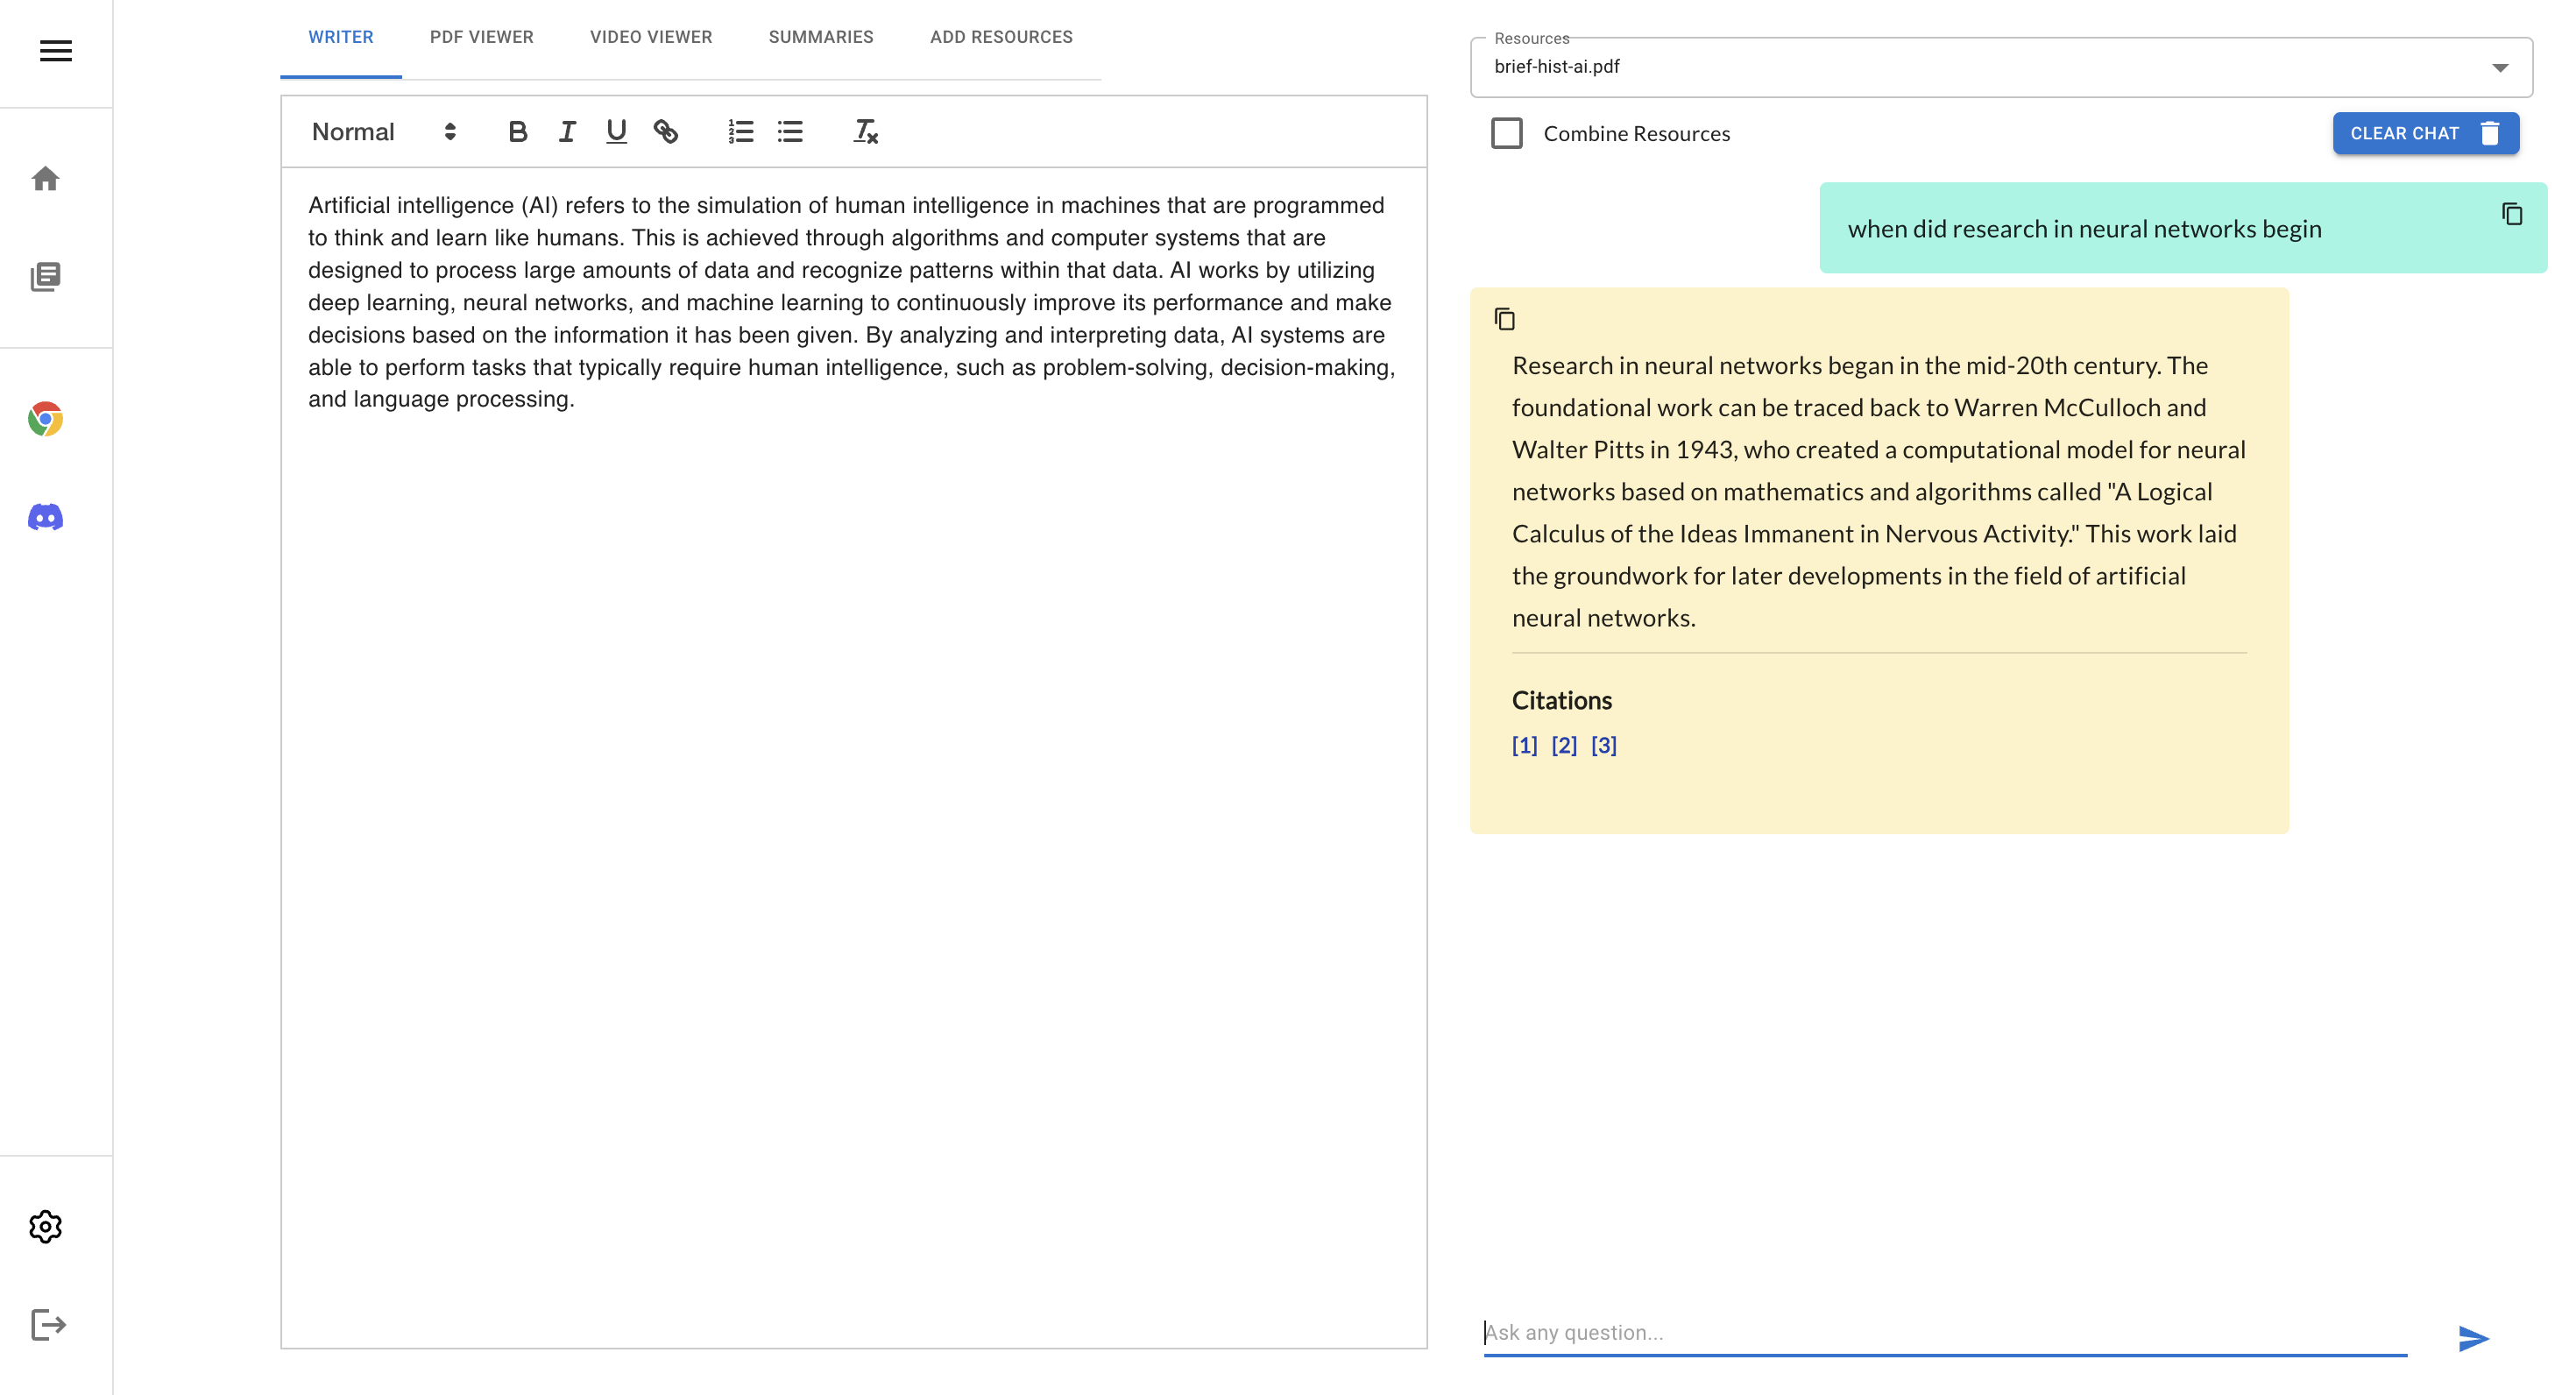 WRITER PDF VIEWER VIDEO VIEWER SUMMARIES ADD RESOURCES
Normal
Artificial intelligence (AI) refers to the simulation of human intelligence in machines that are programmed
to think and learn like humans. This is achieved through algorithms and computer systems that are
designed to process large amounts of data and recognize patterns within that data. AI works by utilizing
deep learning, neural networks, and machine learning to continuously improve its performance and make
decisions based on the information it has been given. By analyzing and interpreting data, AI systems are
able to perform tasks that typically require human intelligence, such as problem-solving, decision-making,
and language processing.
Resources
brief-hist-ai.pdf
Combine Resources
CLEAR CHAT
when did research in neural networks begin
Research in neural networks began in the mid-20th century. The
foundational work can be traced back to Warren McCulloch and
Walter Pitts in 1943, who created a computational model for neural
networks based on mathematics and algorithms called "A Logical
Calculus of the Ideas Immanent in Nervous Activity." This work laid
the groundwork for later developments in the field of artificial
neural networks.
Citations
[1] [2] [3]
Ask any question...